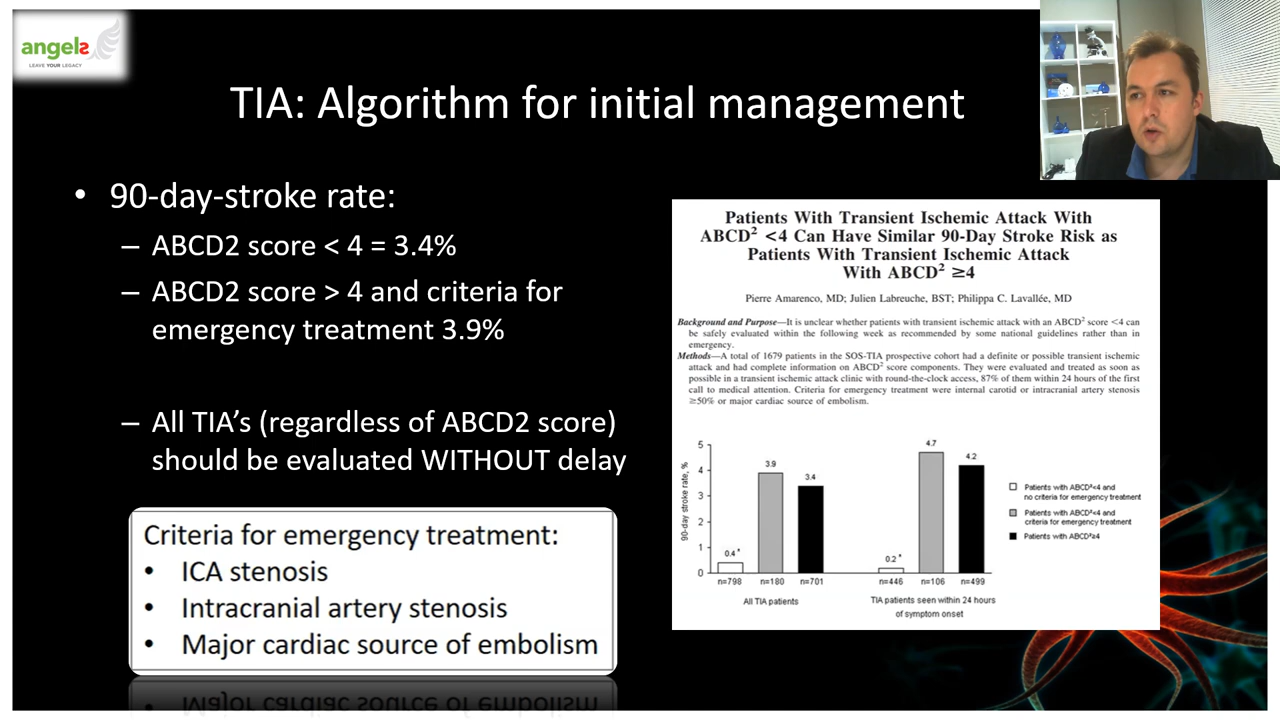 angels
LEAVE YOUR LEGACY
TIA: Algorithm for initial management
• 90-day-stroke rate:
– ABCD2 score < 4 = 3.4%
– ABCD2 score > 4 and criteria for
emergency treatment 3.9%
– All TIA’s (regardless of ABCD2 score)
should be evaluated WITHOUT delay
Criteria for emergency treatment:
• ICA stenosis
• Intracranial artery stenosis
• Major cardiac source of embolism
Patients With Transient Ischemic Attack With
ABCD² <4 Can Have Similar 90-Day Stroke Risk as
Patients With Transient Ischemic Attack
With ABCD² ≥4
Pierre Amarenco, MD; Julien Labreuche, BST; Philippa C. Lavallée, MD
Background and Purpose—It is unclear whether patients with transient ischemic attack with an ABCD² score <4 can
be safely evaluated within the following week as recommended by some national guidelines rather than in
emergency.
Methods—A total of 1679 patients in the SOS-TIA prospective cohort had a definite or possible transient ischemic
attack and had complete information on ABCD² score components. They were evaluated and treated as soon as
possible in a transient ischemic attack clinic with round-the-clock access, 87% of them within 24 hours of the first
call to medical attention. Criteria for emergency treatment were internal carotid or intracranial artery stenosis
≥50% or major cardiac source of embolism.
90-day stroke rate, %
5
4
3
2
1
0
0.4 *
3.9
3.4
0.2 *
4.7
4.2
n=798
n=180
n=701
n=446
n=106
n=499
All TIA patients
TIA patients seen within 24 hours
of symptom onset
Patients with ABCD²<4 and
no criteria for emergency treatment
Patients with ABCD²<4 and
criteria for emergency treatment
Patients with ABCD²≥4